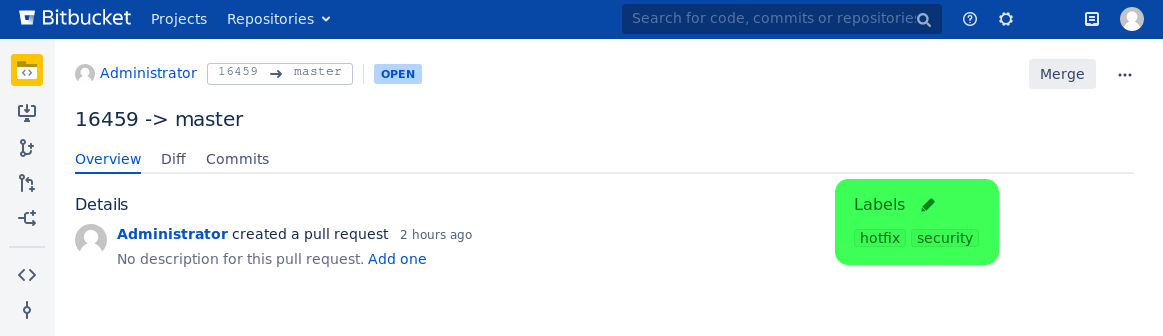 Bitbucket Projects Repositories Search for code, commits or repositories
Administrator 16459 → master OPEN Merge
16459 -> master
Overview Diff Commits
Details
Administrator created a pull request 2 hours ago
No description for this pull request. Add one
Labels
hotfix security